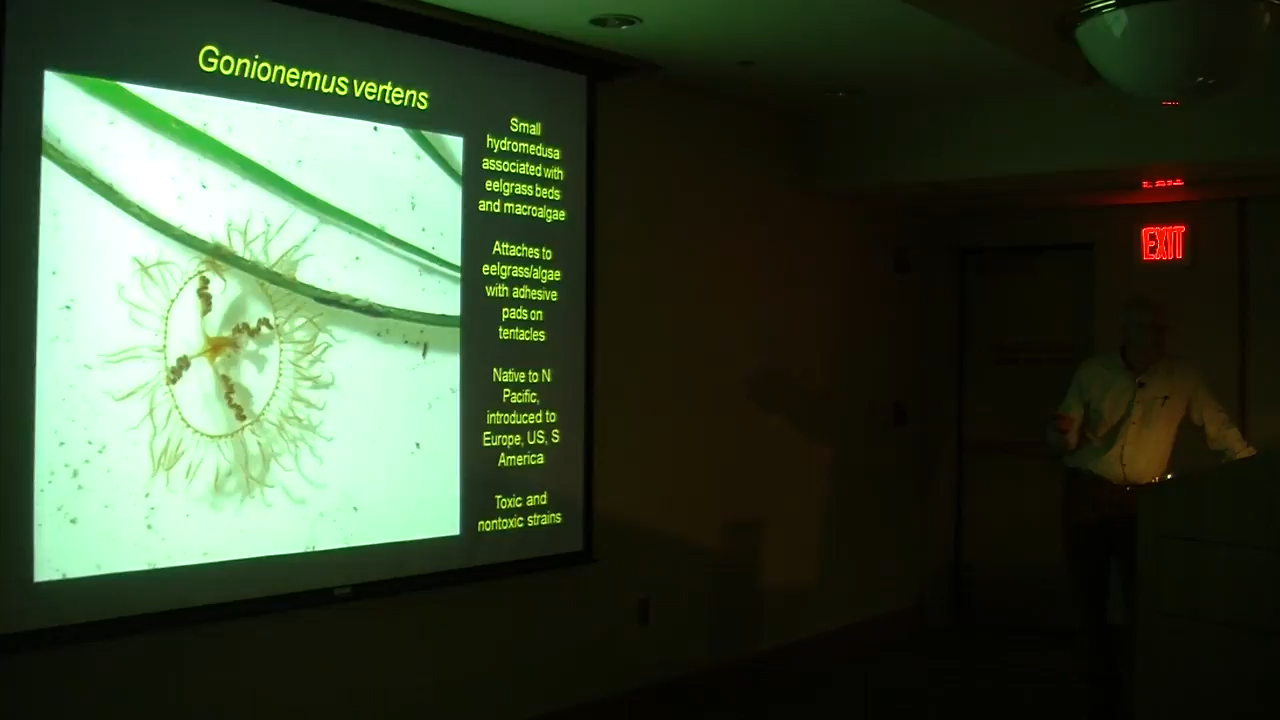 Gonionemus vertens
Small
hydromedusa
associated with
eelgrass beds
and macroalgae
Attaches to
eelgrass/algae
with adhesive
pads on
tentacles
Native to N
Pacific,
introduced to
Europe, US, S
America
Toxic and
nontoxic strains
EXIT